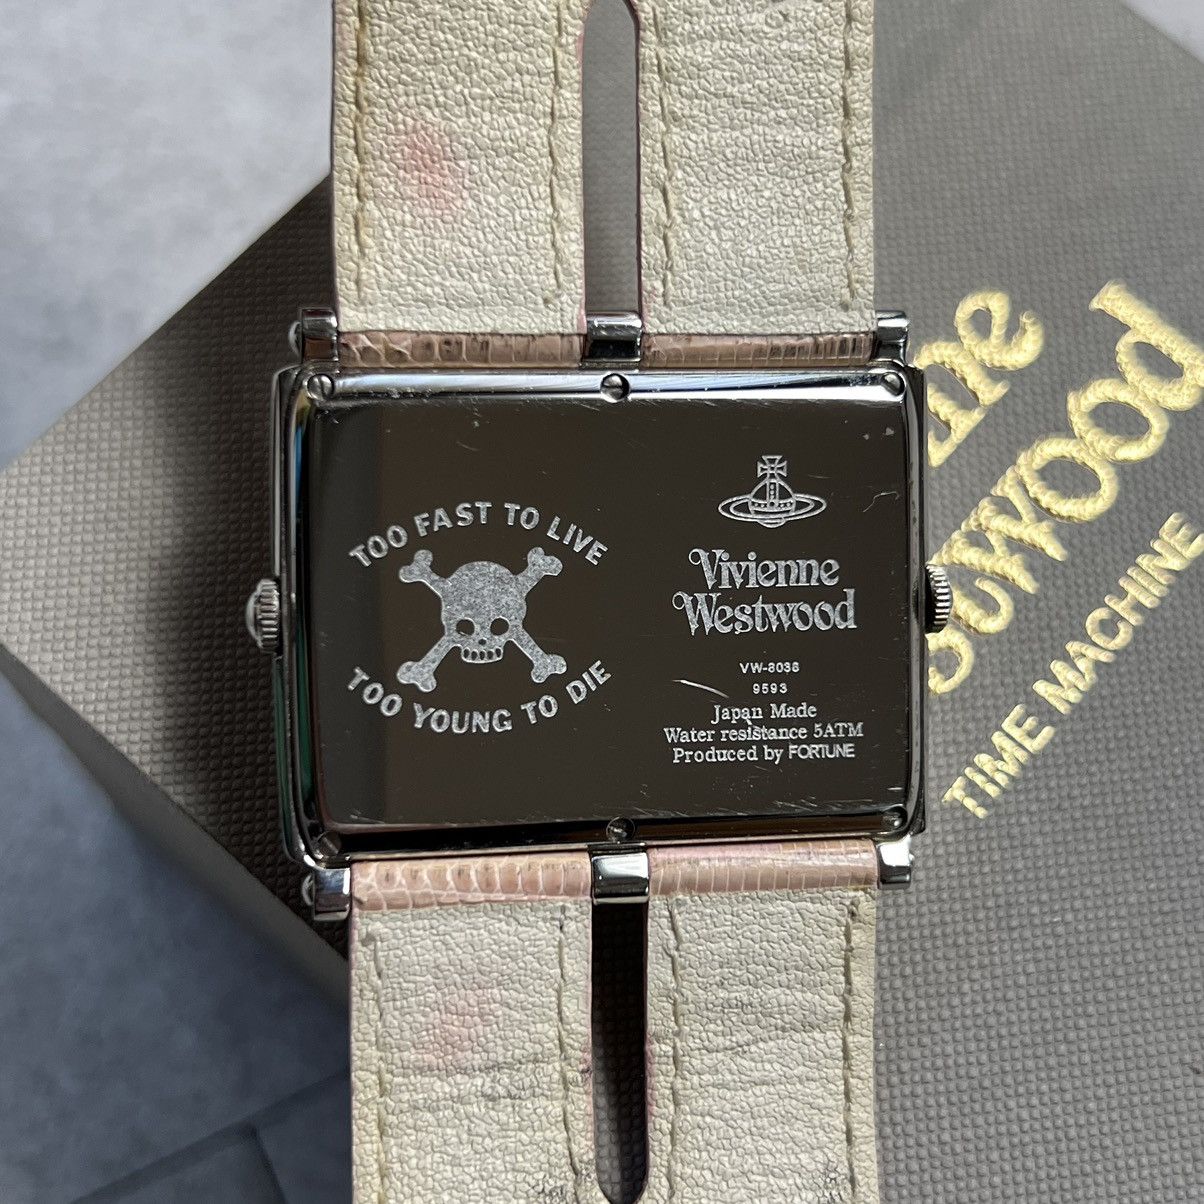 TOO FAST TO LIVE
TOO YOUNG TO DIE
Vivienne
Westwood
VW-8038
9593
Japan Made
Water resistance 5ATM
Produced by FORTUNE
TIME MACHINE